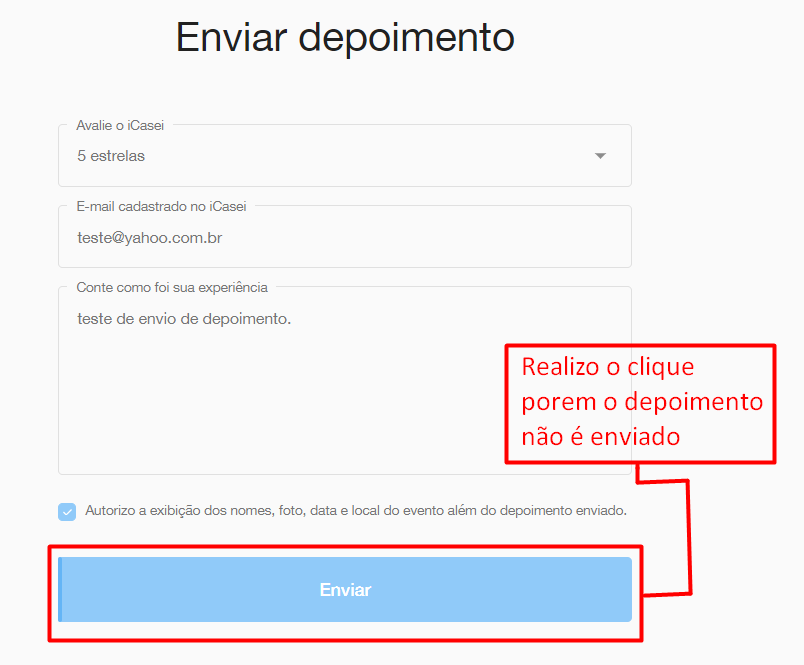 Enviar depoimento
Avalie o iCasei
5 estrelas
E-mail cadastrado no iCasei
teste@yahoo.com.br
Conte como foi sua experiência
teste de envio de depoimento.
Realizo o clique
porem o depoimento
não é enviado
Autorizo a exibição dos nomes, foto, data e local do evento além do depoimento enviado.
Enviar